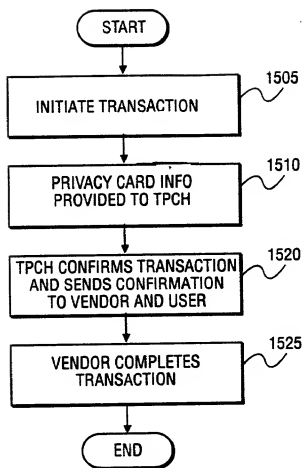 START
1505
INITIATE TRANSACTION
1510
PRIVACY CARD INFO
PROVIDED TO TPCH
1520
TPCH CONFIRMS TRANSACTION
AND SENDS CONFIRMATION
TO VENDOR AND USER
1525
VENDOR COMPLETES
TRANSACTION
END